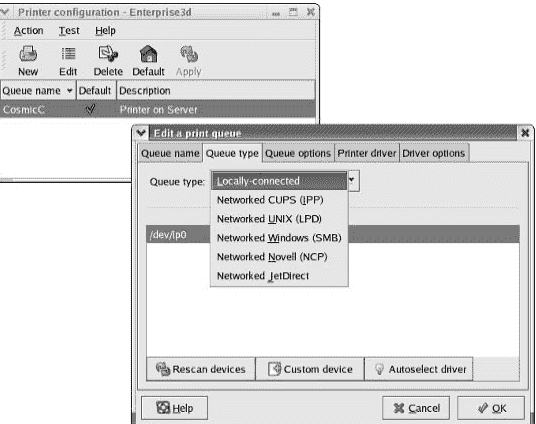 Printer configuration - Enterprise3d
Action Test Help
New Edit Delete Default Apply
Queue name Default Description
CosmicC Printer on Server
Edit a print queue
Queue name Queue type Queue options Printer driver Driver options
Queue type: Locally-connected
Networked CUPS (IPP)
Networked UNIX (LPD)
/dev/lp0
Networked Windows (SMB)
Networked Novell (NCP)
Networked JetDirect
Rescan devices Custom device Autoselect driver
Help Cancel OK